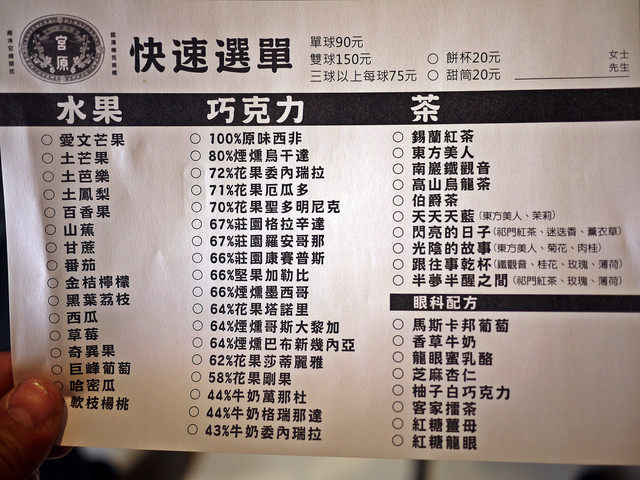 宮原
快速選單
單球90元
雙球150元
三球以上每球75元
○ 餅杯20元
○ 甜筒20元
女士
先生
水果
○ 愛文芒果
○ 土芒果
○ 土芭樂
○ 土鳳梨
○ 百香果
○ 山蕉
○ 甘蔗
○ 番茄
○ 金桔檸檬
○ 黑葉荔枝
○ 西瓜
○ 草莓
○ 奇異果
○ 巨峰葡萄
○ 哈密瓜
軟枝楊桃
巧克力
○ 100%原味西非
○ 80%煙燻烏干達
○ 72%花果委內瑞拉
○ 71%花果厄瓜多
○ 70%花果聖多明尼克
○ 67%莊園格拉辛達
○ 67%莊園羅安哥那
○ 66%莊園康賽普斯
○ 66%堅果加勒比
○ 66%煙燻墨西哥
○ 64%花果塔諾里
○ 64%煙燻哥斯大黎加
○ 64%煙燻巴布新幾內亞
○ 62%花果莎蒂麗雅
○ 58%花果剛果
○ 44%牛奶萬那杜
○ 44%牛奶格瑞那達
○ 43%牛奶委內瑞拉
茶
○ 錫蘭紅茶
○ 東方美人
○ 南巖鐵觀音
○ 高山烏龍茶
○ 伯爵茶
○ 天天天藍(東方美人、茉莉)
○ 閃亮的日子(祁門紅茶、迷迭香、薰衣草)
○ 光陰的故事(東方美人、菊花、肉桂)
○ 跟往事乾杯(鐵觀音、桂花、玫瑰、薄荷)
○ 半夢半醒之間(祁門紅茶、玫瑰、薄荷)
眼科配方
○ 馬斯卡邦葡萄
○ 香草牛奶
○ 龍眼蜜乳酪
○ 芝麻杏仁
○ 柚子白巧克力
○ 客家擂茶
○ 紅糖薑母
○ 紅糖龍眼